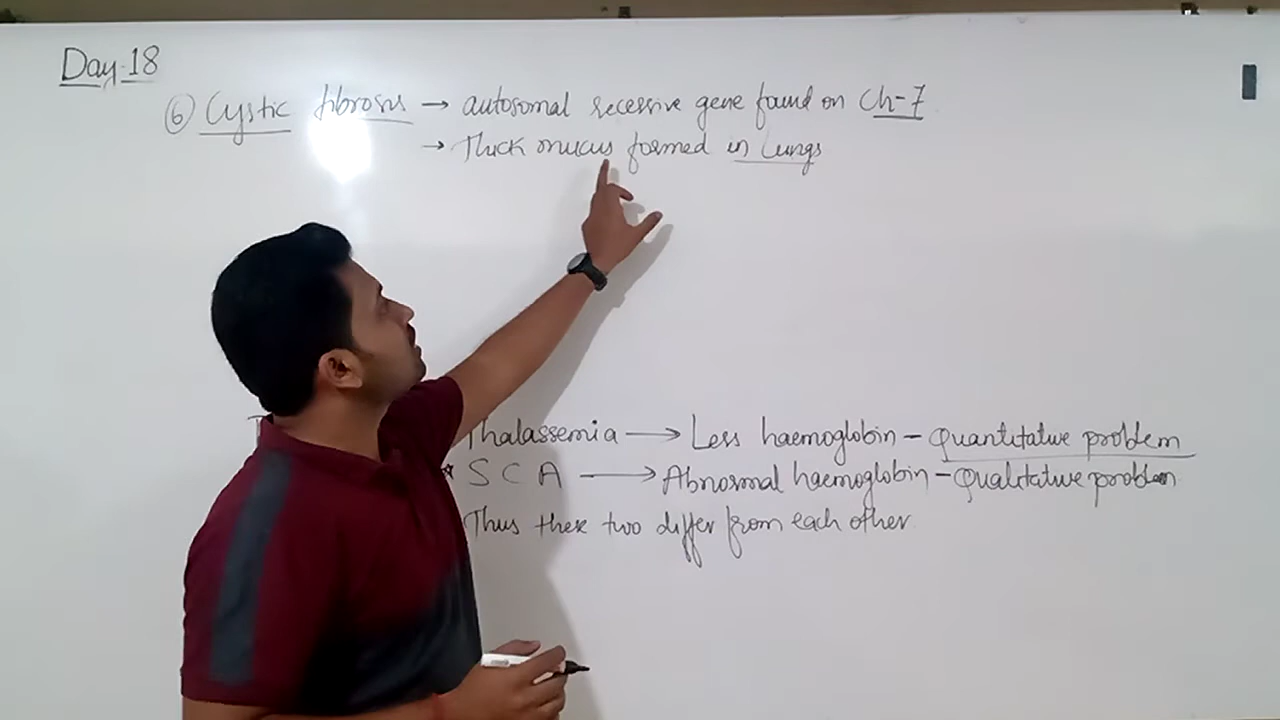 Day-18
⑥ Cystic fibrosis → autosomal recessive gene found on Ch-7
→ Thick mucus formed in Lungs
Thalassemia → Less haemoglobin - Quantitative problem
* S C A → Abnormal haemoglobin - Qualitative problem
Thus these two differ from each other